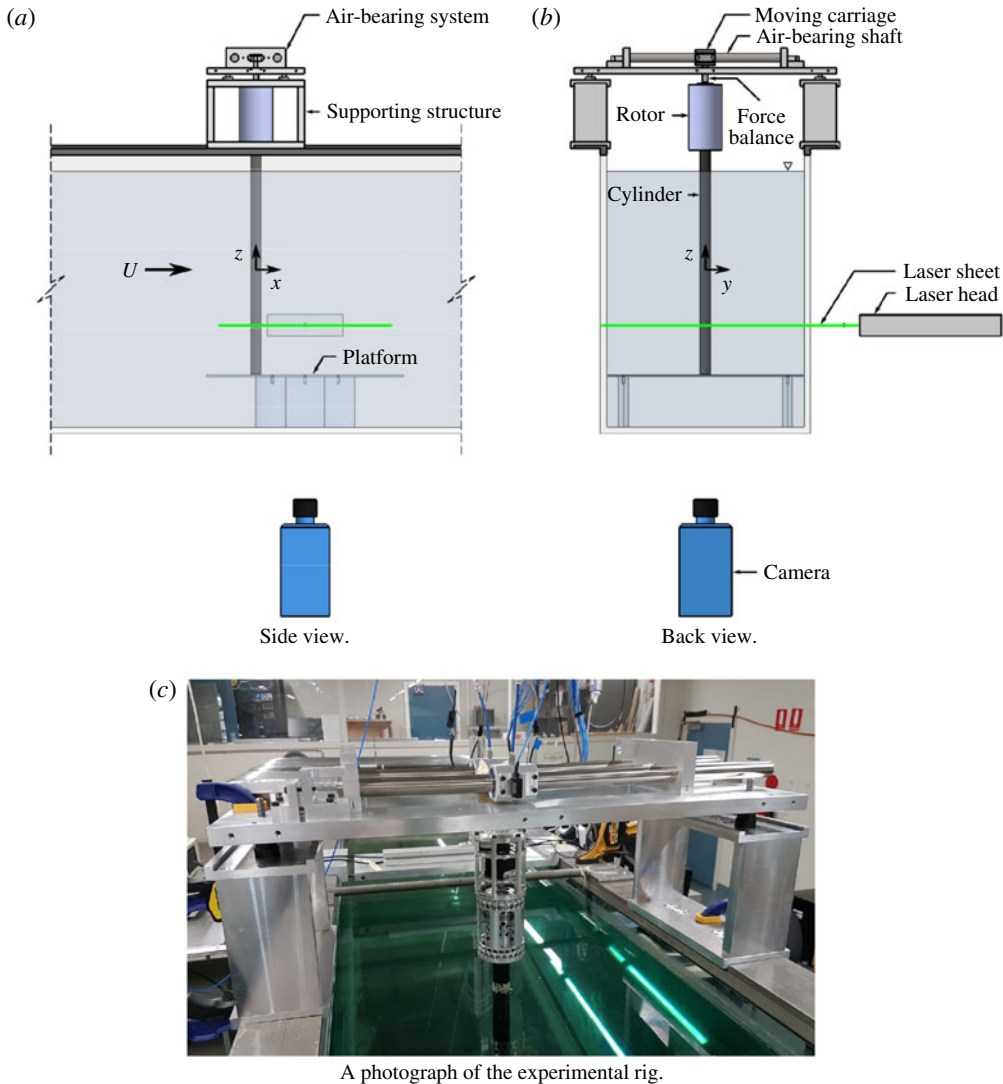 (a)
Air-bearing system
Supporting structure
U
z
x
Platform
Side view.
(b)
Moving carriage
Air-bearing shaft
Rotor
Force
balance
Cylinder
z
y
Laser sheet
Laser head
Camera
Back view.
(c)
A photograph of the experimental rig.